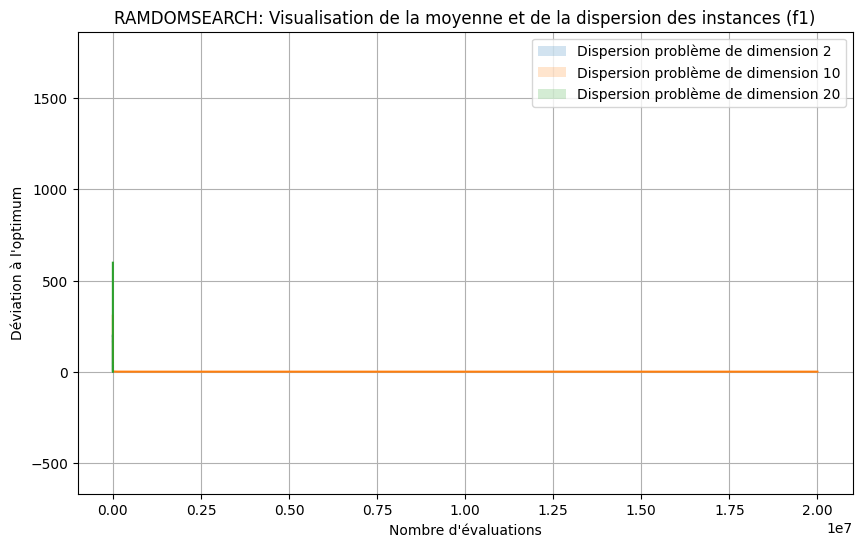 RAMDOMSEARCH: Visualisation de la moyenne et de la dispersion des instances (f1)
Dispersion problème de dimension 2
Dispersion problème de dimension 10
Dispersion problème de dimension 20
1500
1000
500
0
−500
Déviation à l'optimum
0.00 0.25 0.50 0.75 1.00 1.25 1.50 1.75 2.00
1e7
Nombre d'évaluations